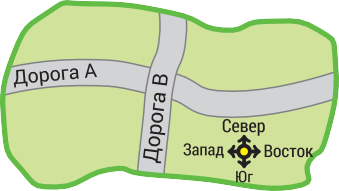 Дорога А
Дорога В
Север
Запад
Восток
Юг